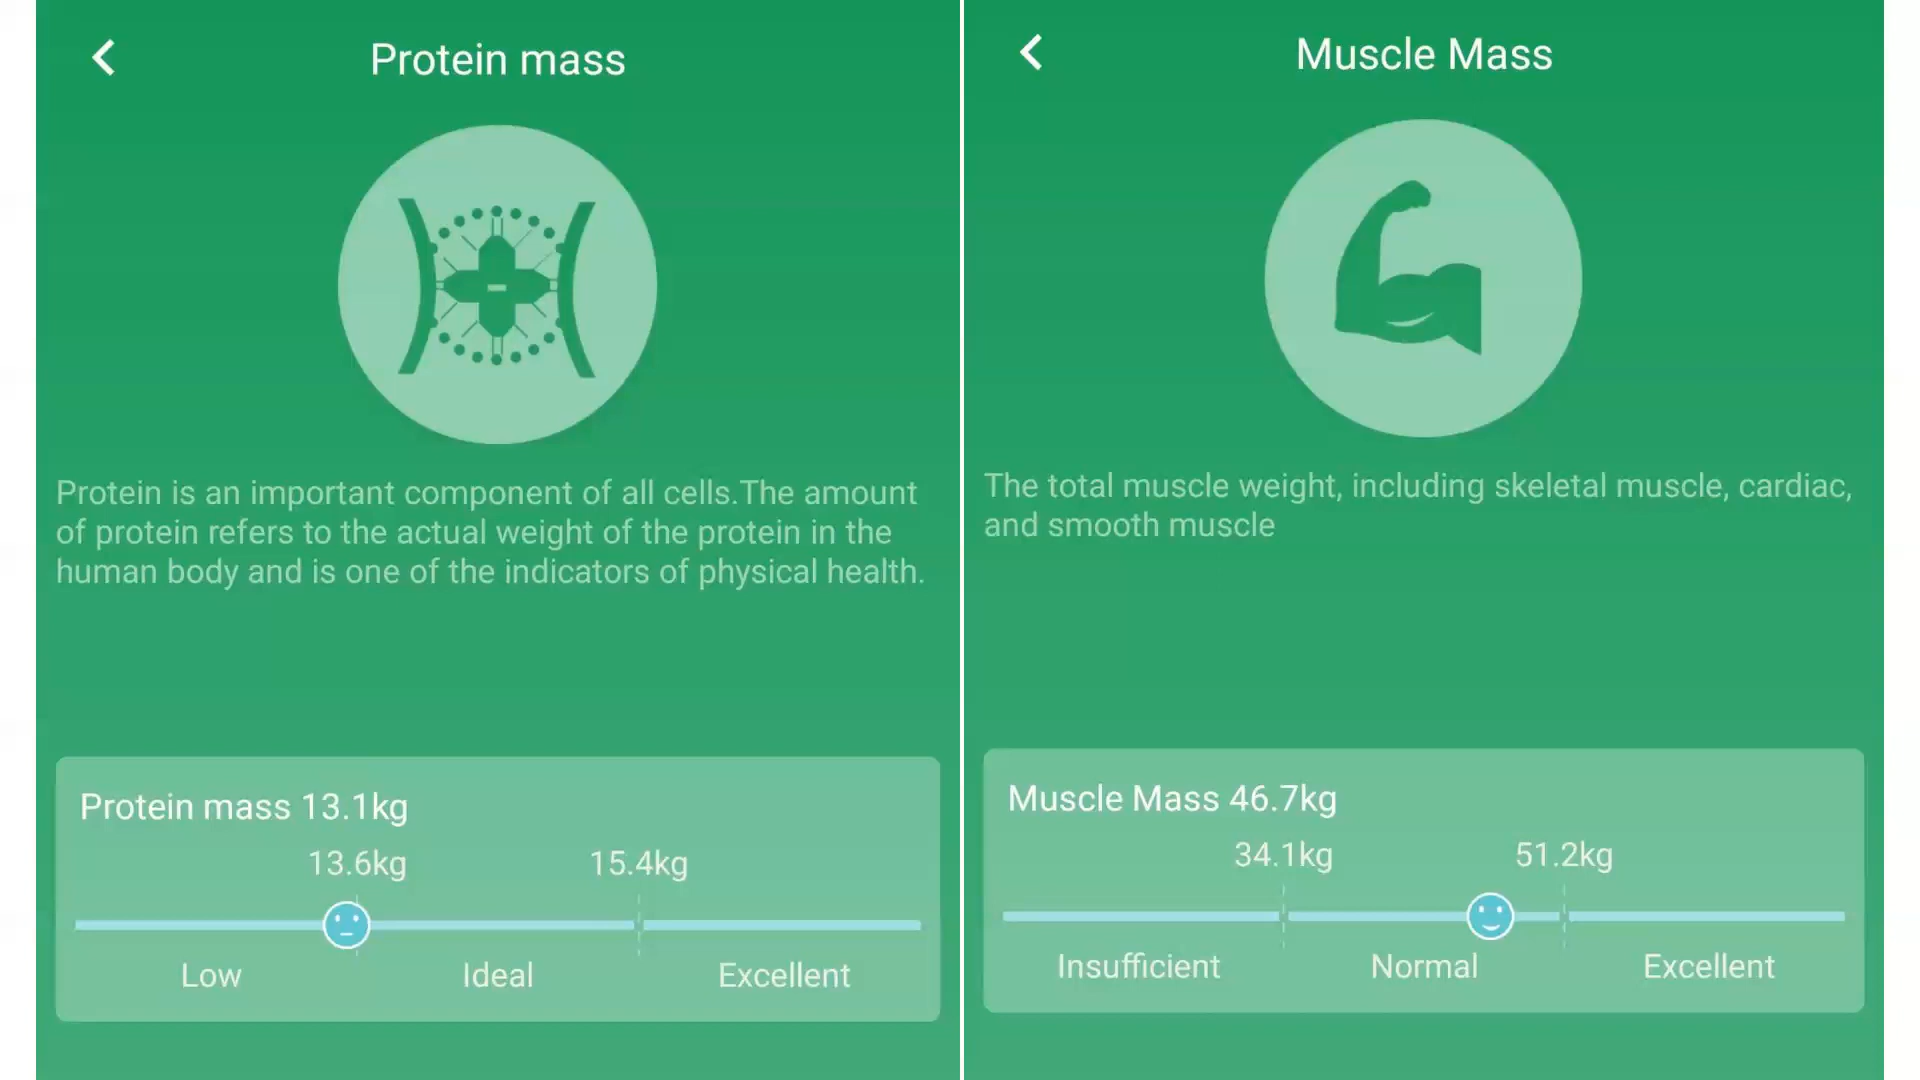 Protein mass
Protein is an important component of all cells.The amount
of protein refers to the actual weight of the protein in the
human body and is one of the indicators of physical health.
Protein mass 13.1kg
13.6kg 15.4kg
Low Ideal Excellent
Muscle Mass
The total muscle weight, including skeletal muscle, cardiac,
and smooth muscle
Muscle Mass 46.7kg
34.1kg 51.2kg
Insufficient Normal Excellent